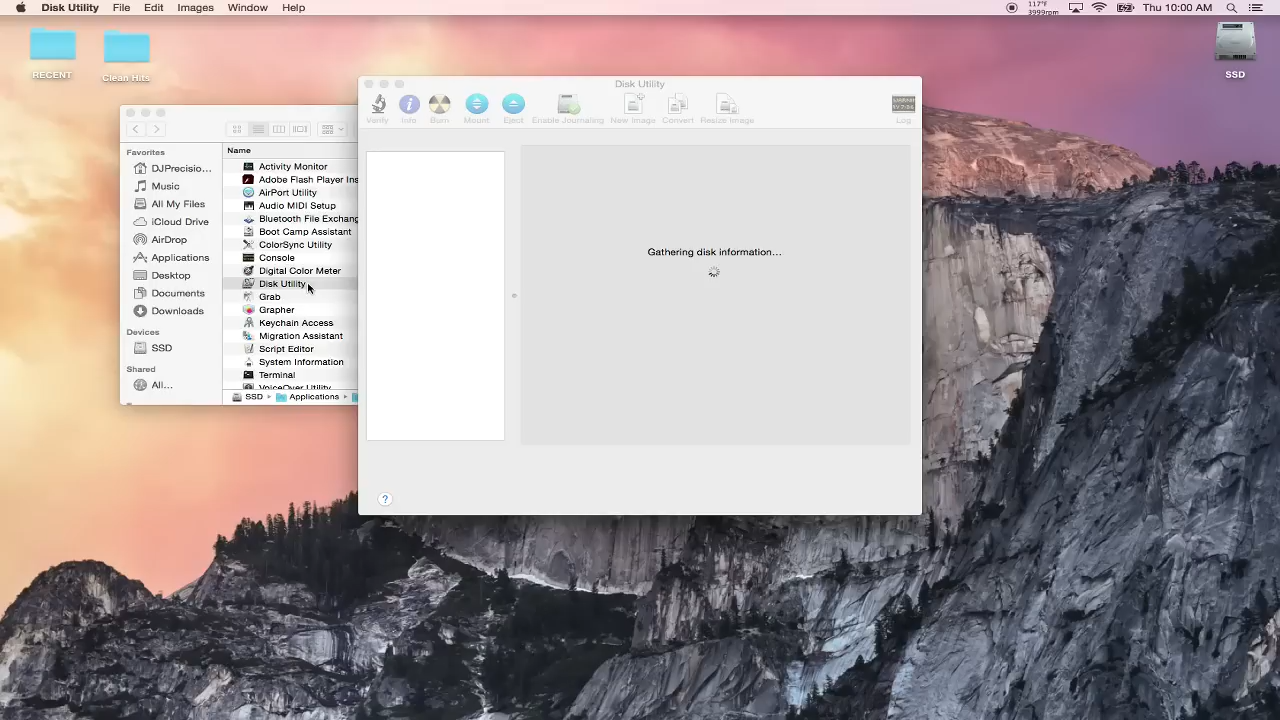 Disk Utility File Edit Images Window Help
117°F
3999rpm
Thu 10:00 AM
RECENT
Clean Hits
SSD
Disk Utility
Verify Info Burn Mount Eject Enable Journaling New Image Convert Resize Image Log
Gathering disk information…
?
Favorites
DJPrecisio…
Music
All My Files
iCloud Drive
AirDrop
Applications
Desktop
Documents
Downloads
Devices
SSD
Shared
All…
Name
Activity Monitor
Adobe Flash Player Ins
AirPort Utility
Audio MIDI Setup
Bluetooth File Exchang
Boot Camp Assistant
ColorSync Utility
Console
Digital Color Meter
Disk Utility
Grab
Grapher
Keychain Access
Migration Assistant
Script Editor
System Information
Terminal
VoiceOver Utility
SSD ▸ Applications ▸